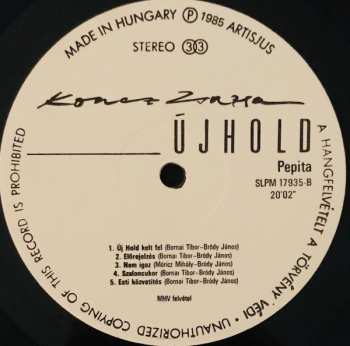 MADE IN HUNGARY Ⓟ 1985 ARTISJUS
STEREO 33
Koncz Zsuzsa
ÚJHOLD
Pepita
SLPM 17935-B
20'02"
1. Új Hold kelt fel (Bornai Tibor–Bródy János)
2. Előrejelzés (Bornai Tibor–Bródy János)
3. Nem igaz (Móricz Mihály–Bródy János)
4. Szaloncukor (Bornai Tibor–Bródy János)
5. Esti közvetítés (Bornai Tibor–Bródy János)
MHV felvétel
A HANGFELVÉTELT A TÖRVÉNY VÉDI • UNAUTHORIZED COPYING OF THIS RECORD IS PROHIBITED